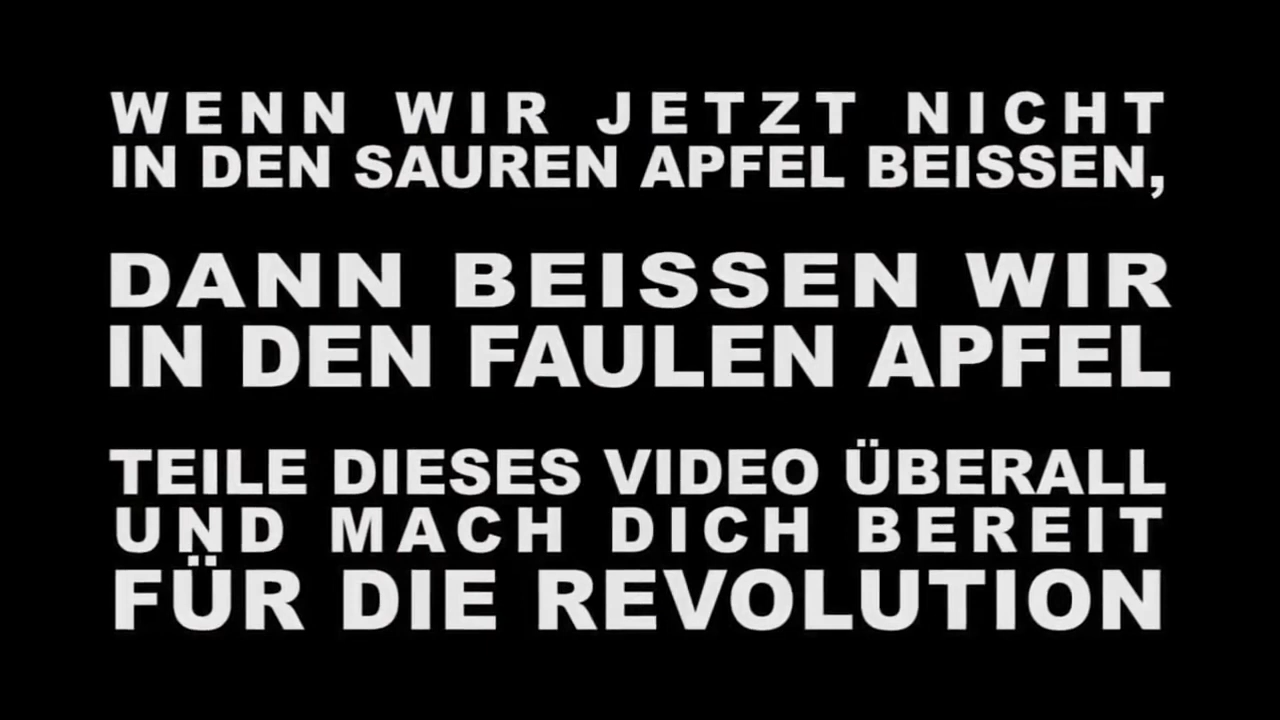 WENN WIR JETZT NICHT
IN DEN SAUREN APFEL BEISSEN,
DANN BEISSEN WIR
IN DEN FAULEN APFEL
TEILE DIESES VIDEO ÜBERALL
UND MACH DICH BEREIT
FÜR DIE REVOLUTION